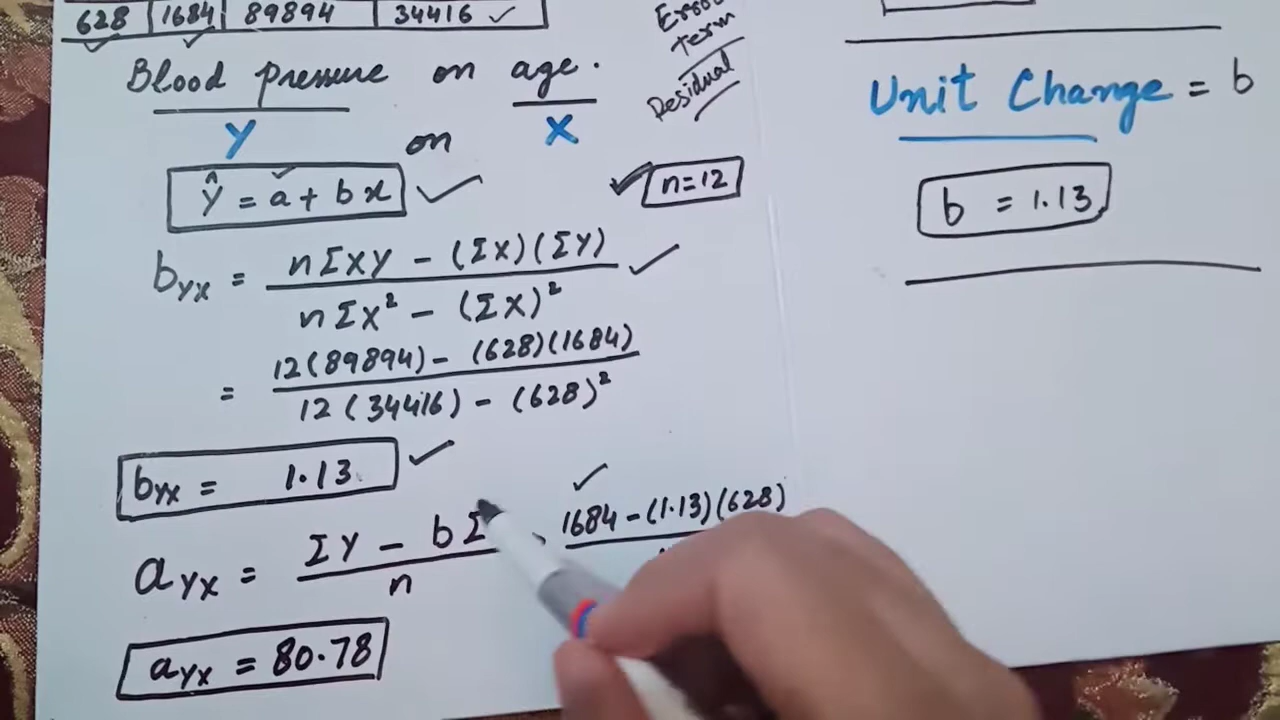 628 1684 89894 34416 ✓
Error
Term
Residual
Blood pressure on age.
Y on X
Ŷ = a + bx
n=12
bYX = nΣXY - (ΣX)(ΣY) / nΣX² - (ΣX)²
= 12(89894) - (628)(1684) / 12(34416) - (628)²
bYX = 1.13
aYX = ΣY - bΣ / n
1684-(1.13)(628)
aYX = 80.78
Unit Change = b
b = 1.13